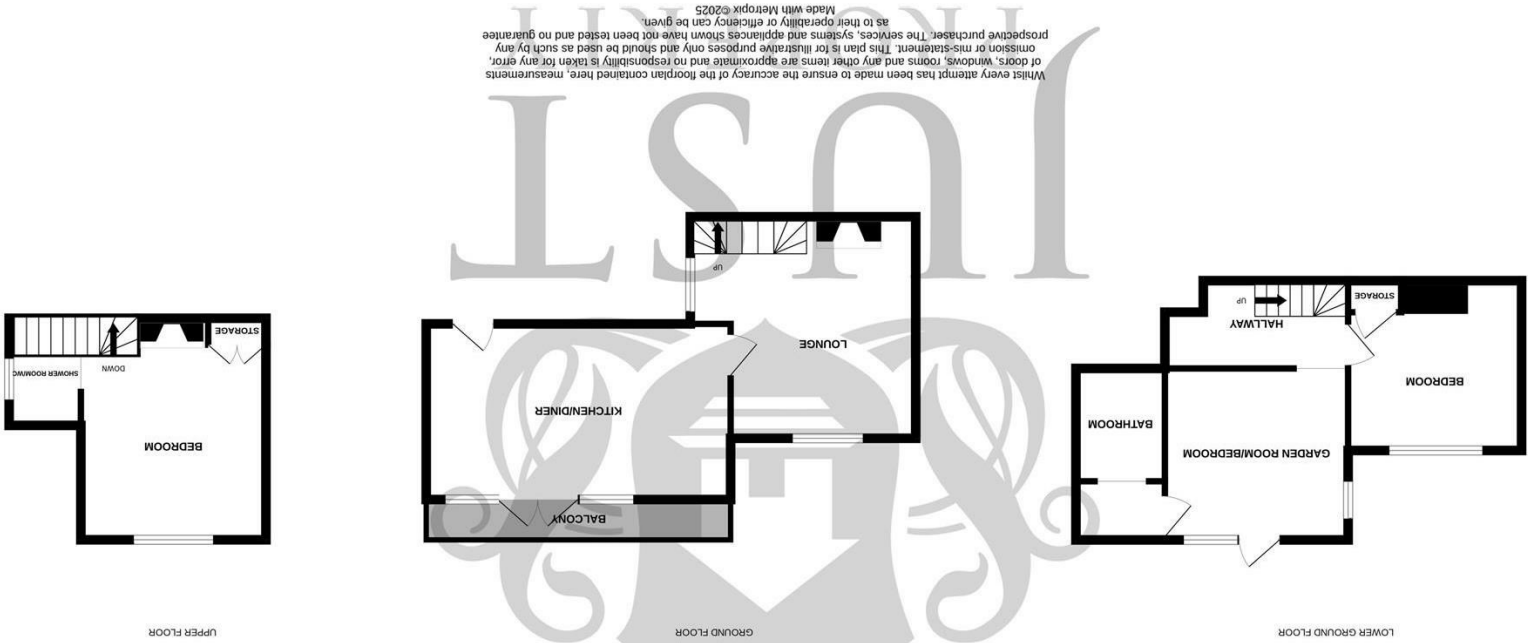 LOWER GROUND FLOOR
GROUND FLOOR
UPPER FLOOR
GARDEN ROOM/BEDROOM
BATHROOM
BEDROOM
HALLWAY
STORAGE
UP
BALCONY
KITCHEN/DINER
LOUNGE
UP
BEDROOM
SHOWER ROOM/WC
DOWN
STORAGE
JUST
PROPERTY
Whilst every attempt has been made to ensure the accuracy of the floorplan contained here, measurements
of doors, windows, rooms and any other items are approximate and no responsibility is taken for any error,
omission or mis-statement. This plan is for illustrative purposes only and should be used as such by any
prospective purchaser. The services, systems and appliances shown have not been tested and no guarantee
as to their operability or efficiency can be given.
Made with Metropix ©2025